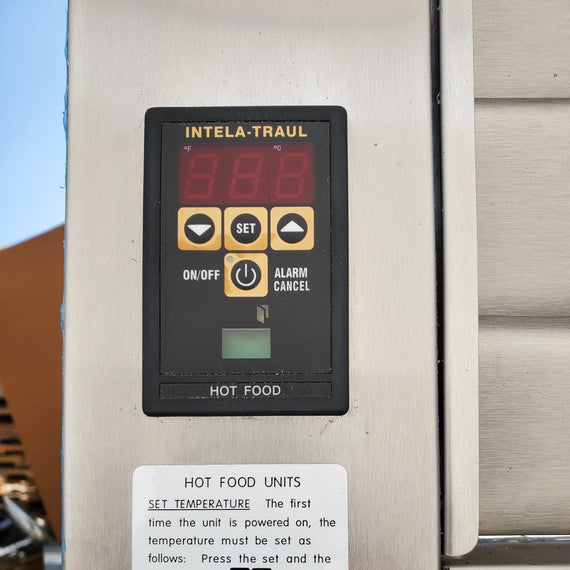 INTELA-TRAUL
°F °C
888
SET
ON/OFF ALARM
CANCEL
HOT FOOD
HOT FOOD UNITS
SET TEMPERATURE The first
time the unit is powered on, the
temperature must be set as
follows: Press the set and the